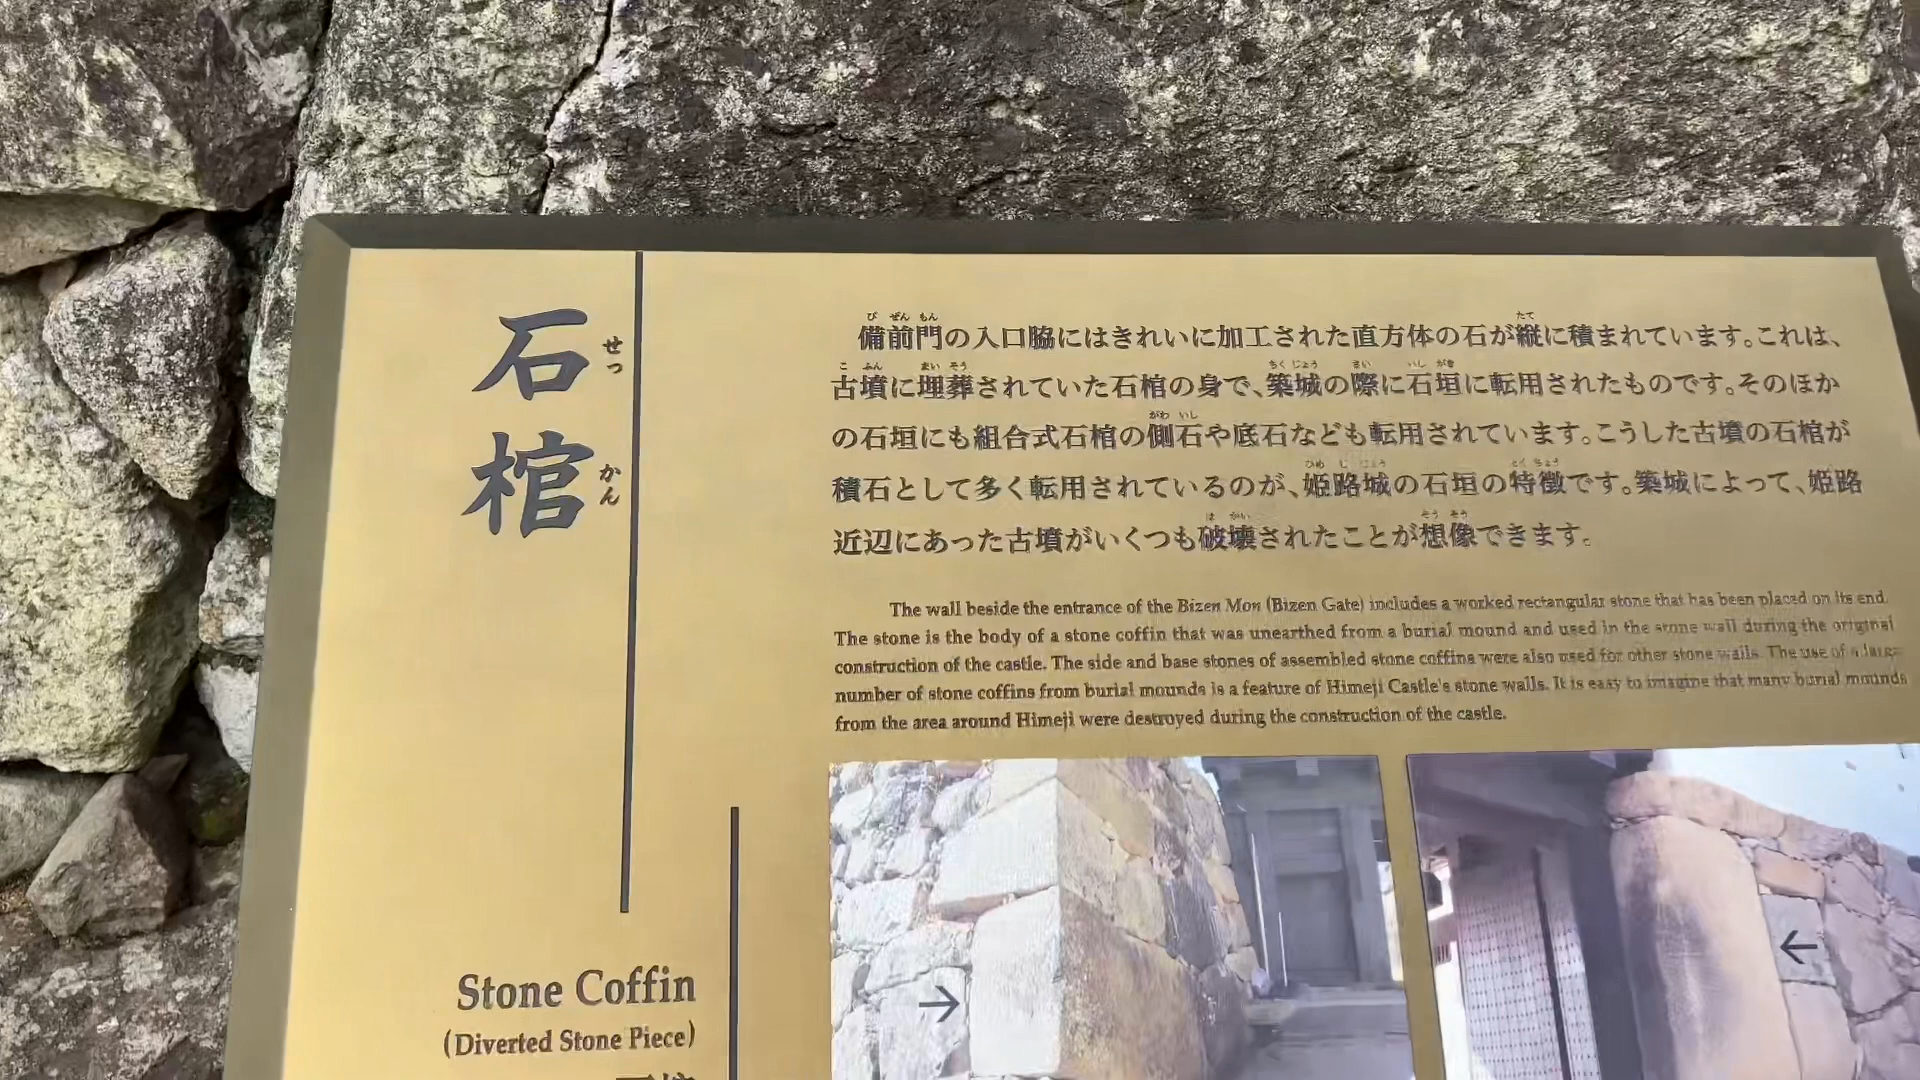 石棺
せっ
かん
備前門の入口脇にはきれいに加工された直方体の石が縦に積まれています。これは、
古墳に埋葬されていた石棺の身で、築城の際に石垣に転用されたものです。そのほか
の石垣にも組合式石棺の側石や底石なども転用されています。こうした古墳の石棺が
積石として多く転用されているのが、姫路城の石垣の特徴です。築城によって、姫路
近辺にあった古墳がいくつも破壊されたことが想像できます。
The wall beside the entrance of the Bizen Mon (Bizen Gate) includes a worked rectangular stone that has been placed on its end.
The stone is the body of a stone coffin that was unearthed from a burial mound and used in the stone wall during the original
construction of the castle. The side and base stones of assembled stone coffins were also used for other stone walls. The use of a large
number of stone coffins from burial mounds is a feature of Himeji Castle's stone walls. It is easy to imagine that many burial mounds
from the area around Himeji were destroyed during the construction of the castle.
→
←
Stone Coffin
(Diverted Stone Piece)